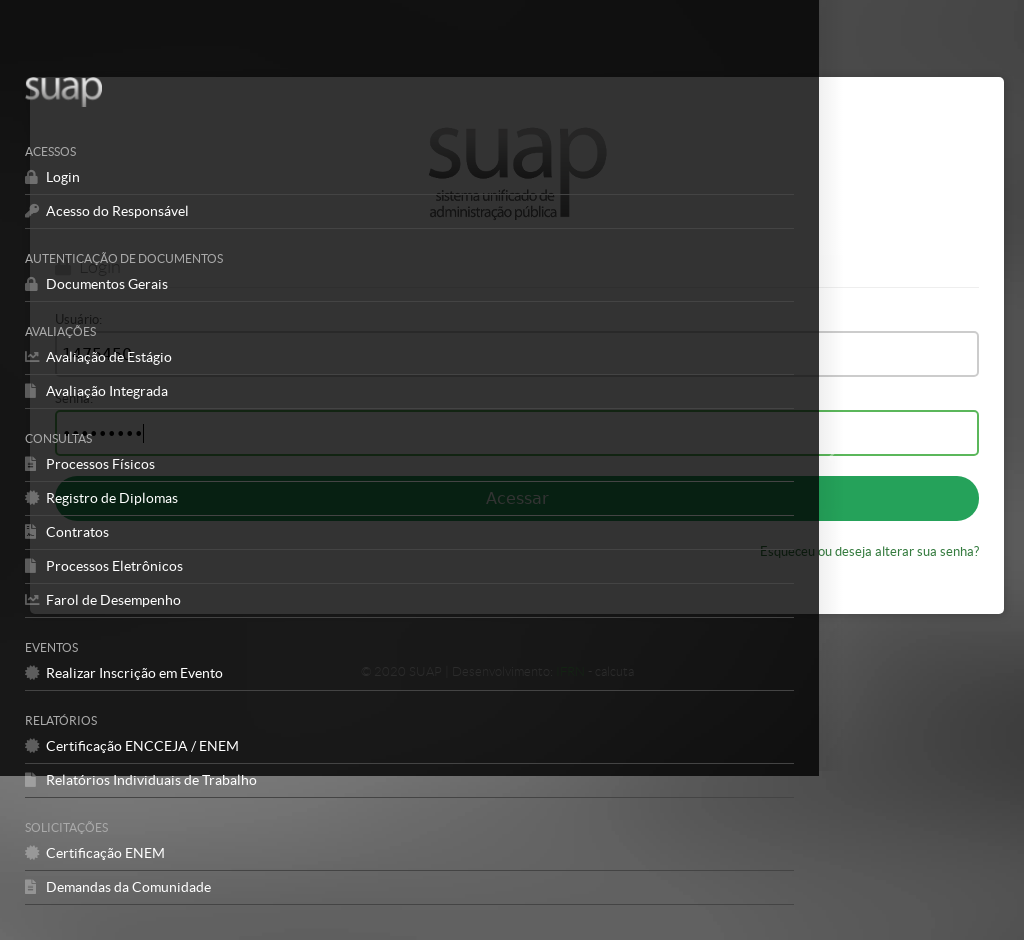 suap
ACESSOS
Login
Acesso do Responsável
AUTENTICAÇÃO DE DOCUMENTOS
Documentos Gerais
AVALIAÇÕES
Avaliação de Estágio
Avaliação Integrada
CONSULTAS
Processos Físicos
Registro de Diplomas
Contratos
Processos Eletrônicos
Farol de Desempenho
EVENTOS
Realizar Inscrição em Evento
RELATÓRIOS
Certificação ENCCEJA / ENEM
Relatórios Individuais de Trabalho
SOLICITAÇÕES
Certificação ENEM
Demandas da Comunidade
suap
sistema unificado de
administração pública
Login
Usuário:
Senha:
Acessar
Esqueceu ou deseja alterar sua senha?
© 2020 SUAP | Desenvolvimento: - calcuta